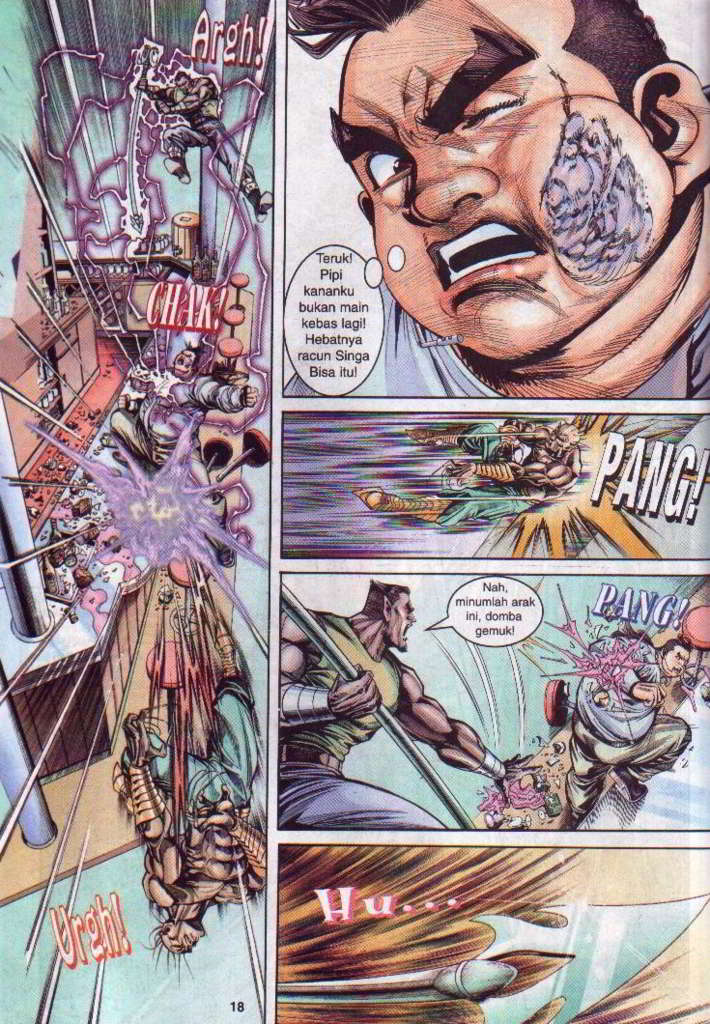 Argh!
CHAK!
Urgh!
18
Teruk!
Pipi
kananku
bukan main
kebas lagi!
Hebatnya
racun Singa
Bisa itu!
PANG!
Nah,
minumlah arak
ini, domba
gemuk!
PANG!
Hu...